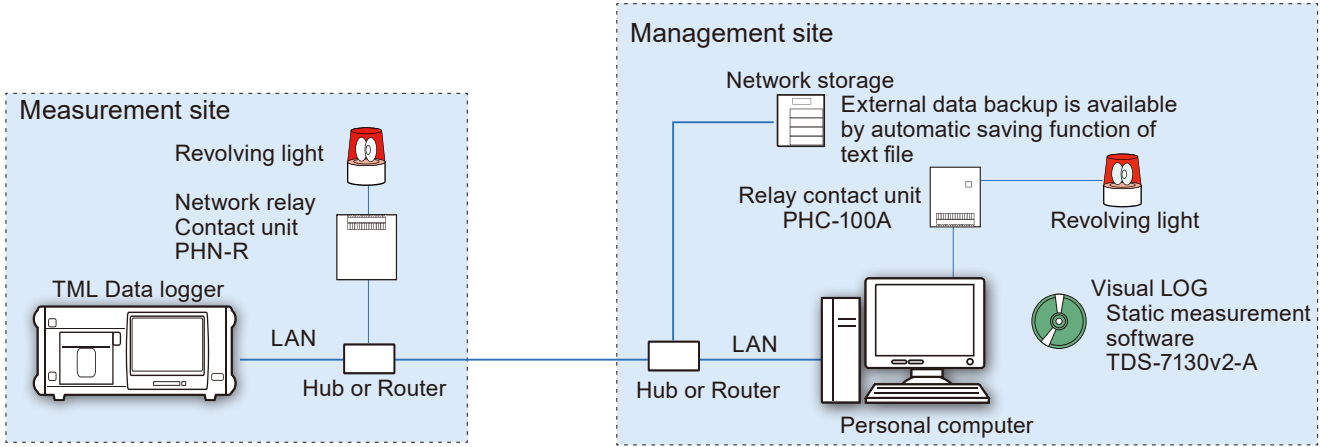 Measurement site
Revolving light
Network relay
Contact unit
PHN-R
TML Data logger
LAN
Hub or Router
Management site
Network storage
External data backup is available
by automatic saving function of
text file
Relay contact unit
PHC-100A
Revolving light
Visual LOG
Static measurement
software
TDS-7130v2-A
LAN
Hub or Router
Personal computer